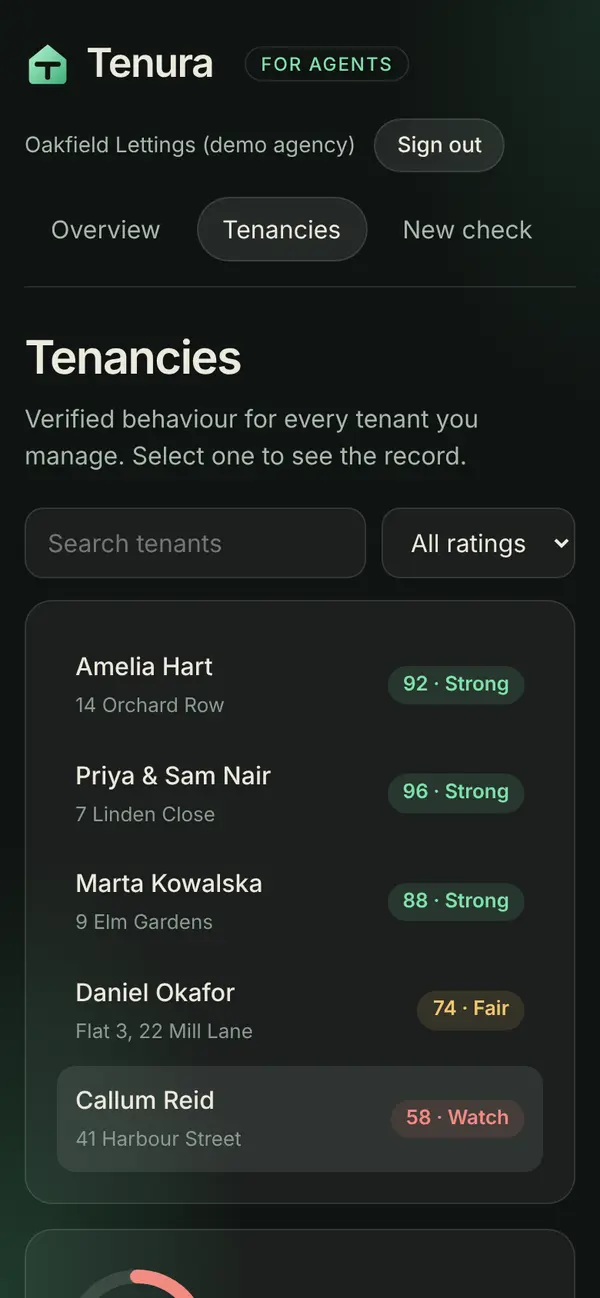 Tenura FOR AGENTS
Oakfield Lettings (demo agency) Sign out
Overview Tenancies New check
Tenancies
Verified behaviour for every tenant you
manage. Select one to see the record.
Search tenants All ratings
Amelia Hart
14 Orchard Row
92 · Strong
Priya & Sam Nair
7 Linden Close
96 · Strong
Marta Kowalska
9 Elm Gardens
88 · Strong
Daniel Okafor
Flat 3, 22 Mill Lane
74 · Fair
Callum Reid
41 Harbour Street
58 · Watch